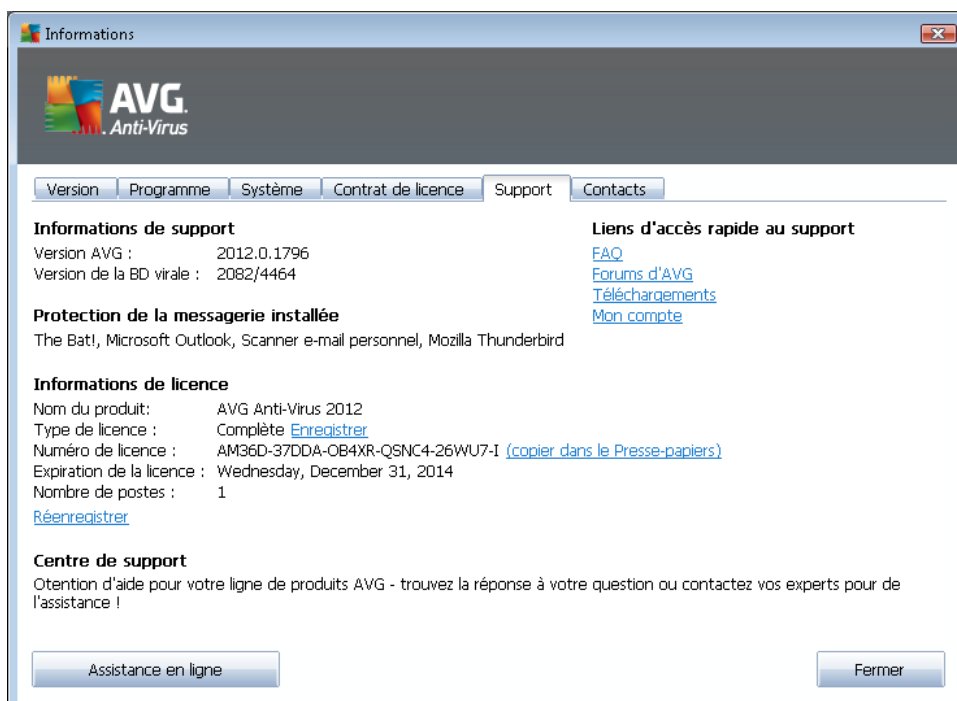 Informations
AVG.
Anti-Virus
Version Programme Système Contrat de licence Support Contacts
Informations de support
Version AVG : 2012.0.1796
Version de la BD virale : 2082/4464
Protection de la messagerie installée
The Bat!, Microsoft Outlook, Scanner e-mail personnel, Mozilla Thunderbird
Informations de licence
Nom du produit: AVG Anti-Virus 2012
Type de licence : Complète Enregistrer
Numéro de licence : AM36D-37DDA-OB4XR-QSNC4-26WU7-I (copier dans le Presse-papiers)
Expiration de la licence : Wednesday, December 31, 2014
Nombre de postes : 1
Réenregistrer
Centre de support
Otention d'aide pour votre ligne de produits AVG - trouvez la réponse à votre question ou contactez vos experts pour de
l'assistance !
Liens d'accès rapide au support
FAQ
Forums d'AVG
Téléchargements
Mon compte
Assistance en ligne
Fermer